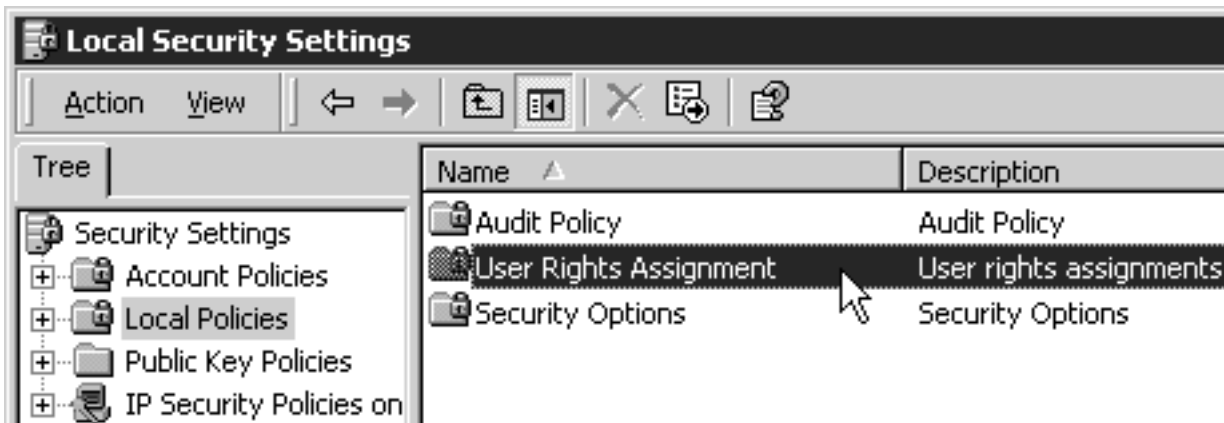 Local Security Settings
Action View
Tree
Name Description
Security Settings
Account Policies
Local Policies
Public Key Policies
IP Security Policies on
Audit Policy Audit Policy
User Rights Assignment User rights assignments
Security Options Security Options